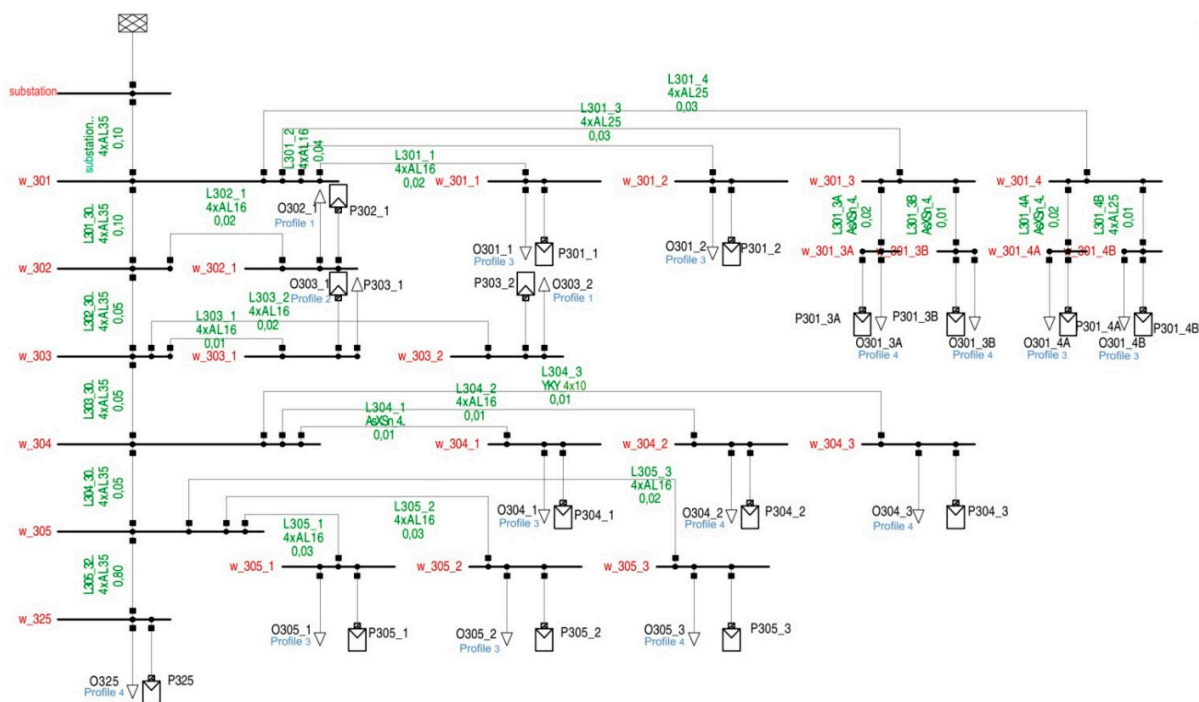 substation
substation..
4xAL35
0,10
L301_2
4xAL16
0,04
L301_3
4xAL25
0,03
L301_4
4xAL25
0,03
L301_1
4xAL16
0,02
w_301
w_301_1
w_301_2
w_301_3
w_301_4
L301_30..
4xAL35
0,10
L302_1
4xAL16
0,02
O302_1
Profile 1
P302_1
O301_1
Profile 3
P301_1
O301_2
Profile 3
P301_2
L301_3A
AsXSn_4..
0,02
L301_3B
AsXSn_4..
0,01
L301_4A
AsXSn_4..
0,02
L301_4B
4xAL25
0,01
w_301_3A
w_301_3B
w_301_4A
w_301_4B
w_302
w_302_1
O303_1
Profile 2
P303_1
P303_2
O303_2
Profile 1
L302_30..
4xAL35
0,05
L303_1
4xAL16
0,01
L303_2
4xAL16
0,02
P301_3A
O301_3A
Profile 4
P301_3B
O301_3B
Profile 4
O301_4A
Profile 3
P301_4A
O301_4B
Profile 3
P301_4B
w_303
w_303_1
w_303_2
L303_30..
4xAL35
0,05
L304_1
AsXSn_4..
0,01
L304_2
4xAL16
0,01
L304_3
YKY 4x10
0,01
w_304
w_304_1
w_304_2
w_304_3
L304_30..
4xAL35
0,05
O304_1
Profile 3
P304_1
O304_2
Profile 4
P304_2
O304_3
Profile 4
P304_3
L305_1
4xAL16
0,03
L305_2
4xAL16
0,03
L305_3
4xAL16
0,02
w_305
w_305_1
w_305_2
w_305_3
L305_32..
4xAL35
0,80
O305_1
Profile 3
P305_1
O305_2
Profile 3
P305_2
O305_3
Profile 4
P305_3
w_325
O325
Profile 4
P325